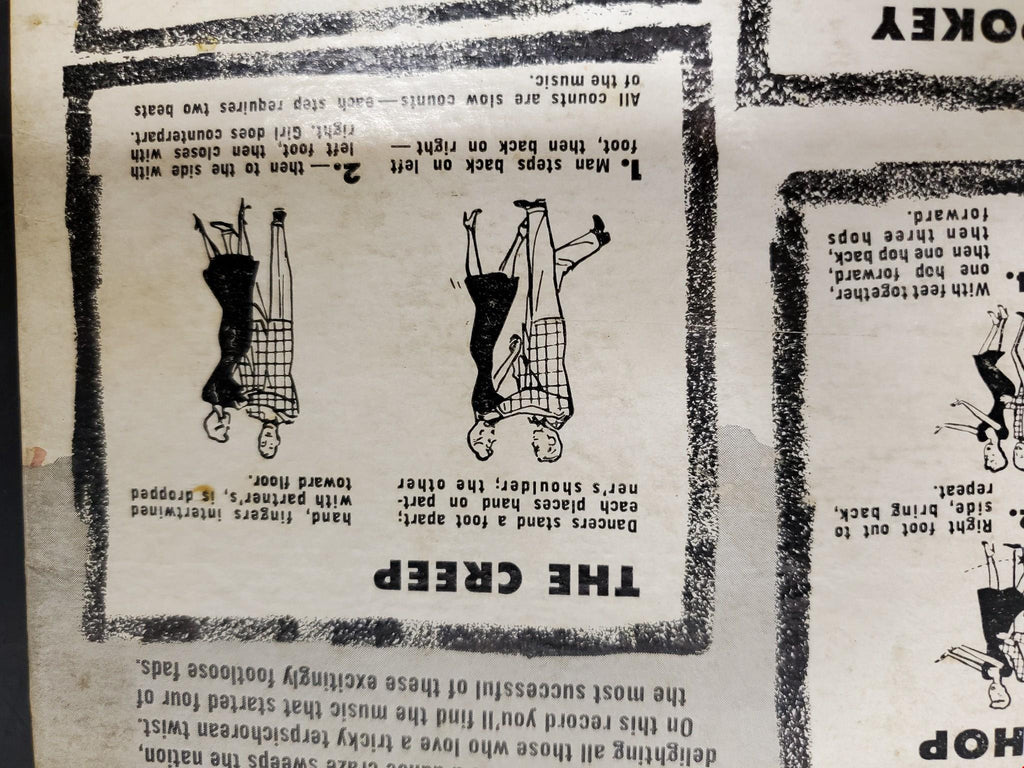 craze sweeps the nation,
delighting all those who love a tricky terpsichorean twist.
On this record you'll find the music that started four of
the most successful of these excitingly footloose fads.
HOP
Right foot out to
side, bring back,
repeat.
With feet together,
one hop forward,
then one hop back,
then three hops
forward.
OKEY
THE CREEP
Dancers stand a foot apart;
each places hand on part-
ner's shoulder; the other
hand, fingers intertwined
with partner's, is dropped
toward floor.
1. Man steps back on left
foot, then back on right —
2. — then to the side with
left foot, then closes with
right. Girl does counterpart.
All counts are slow counts — each step requires two beats
of the music.